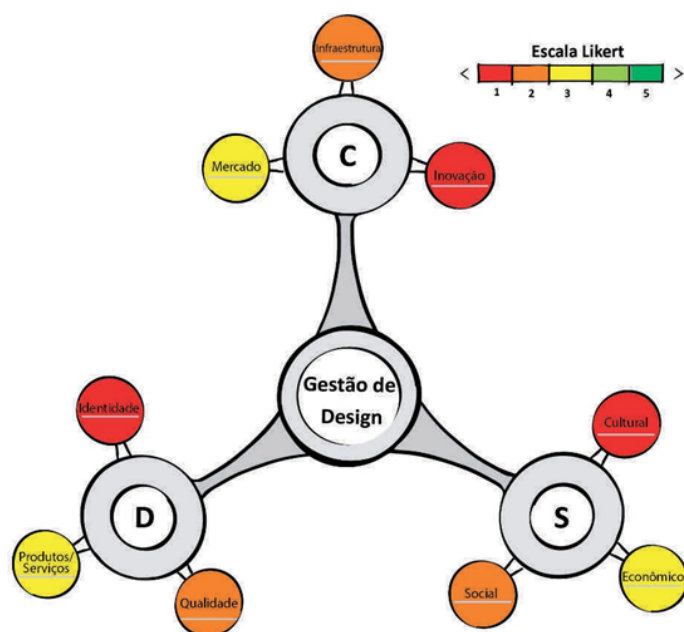 Infraestrutura
Escala Likert
< >
1 2 3 4 5
C
Mercado
Inovação
Gestão de
Design
Identidade
Cultural
D
S
Produtos/
Serviços
Econômico
Qualidade
Social